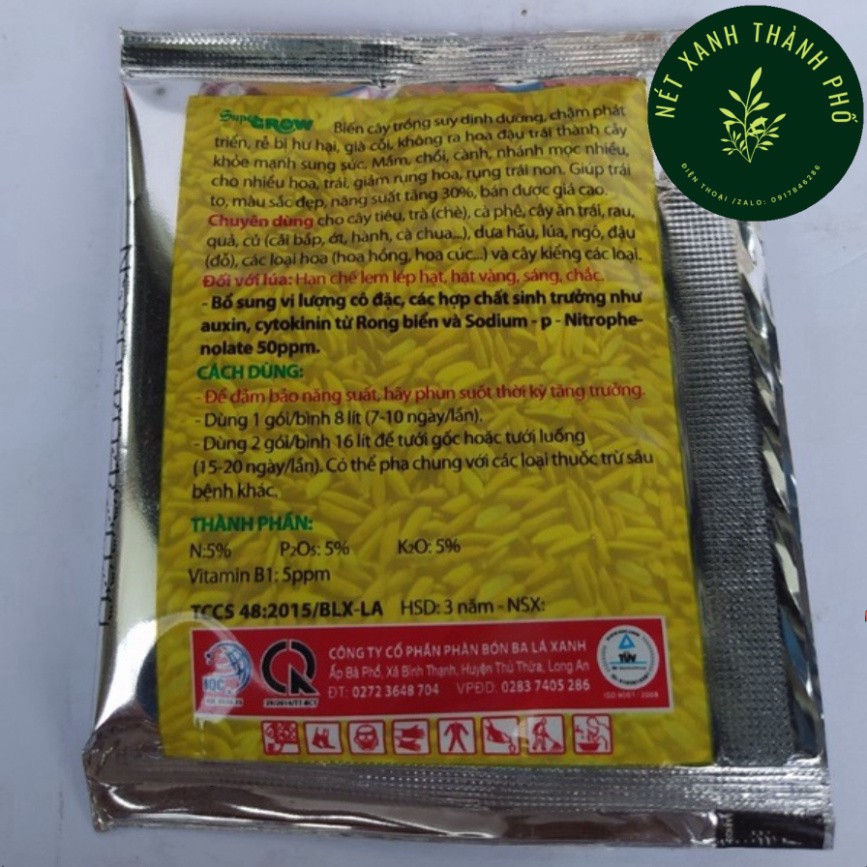 NÉT XANH THÀNH PHỐ
ĐIỆN THOẠI /ZALO: 0917846286
Super GROW Biến cây trồng suy dinh dưỡng, chậm phát
triển, rễ bị hư hại, già cỗi, không ra hoa đậu trái thành cây
khỏe mạnh sung sức. Mầm, chồi, cành, nhánh mọc nhiều,
cho nhiều hoa, trái, giảm rụng hoa, rụng trái non. Giúp trái
to, màu sắc đẹp, năng suất tăng 30%, bán được giá cao.
Chuyên dùng cho cây tiêu, trà (chè), cà phê, cây ăn trái, rau,
quả, củ (cải bắp, ớt, hành, cà chua...), dưa hấu, lúa, ngô, đậu
(đỗ), các loại hoa (hoa hồng, hoa cúc...) và cây kiểng các loại.
Đối với lúa: Hạn chế lem lép hạt, hạt vàng, sáng, chắc.
- Bổ sung vi lượng cô đặc, các hợp chất sinh trưởng như
auxin, cytokinin từ Rong biển và Sodium - p - Nitrophe-
nolate 50ppm.
CÁCH DÙNG:
- Để đảm bảo năng suất, hãy phun suốt thời kỳ tăng trưởng.
- Dùng 1 gói/bình 8 lít (7-10 ngày/lần).
- Dùng 2 gói/bình 16 lít để tưới gốc hoặc tưới luống
(15-20 ngày/lần). Có thể pha chung với các loại thuốc trừ sâu
bệnh khác.
THÀNH PHẦN:
N:5% P₂O₅: 5% K₂O: 5%
Vitamin B1: 5ppm
TCCS 48:2015/BLX-LA HSD: 3 năm - NSX:
CÔNG TY CỔ PHẦN PHÂN BÓN BA LÁ XANH
Ấp Bà Phổ, Xã Bình Thạnh, Huyện Thủ Thừa, Long An
ĐT: 0272 3648 704 VPĐD: 0283 7405 286
IQC
TÜV
ISO 9001 : 2008